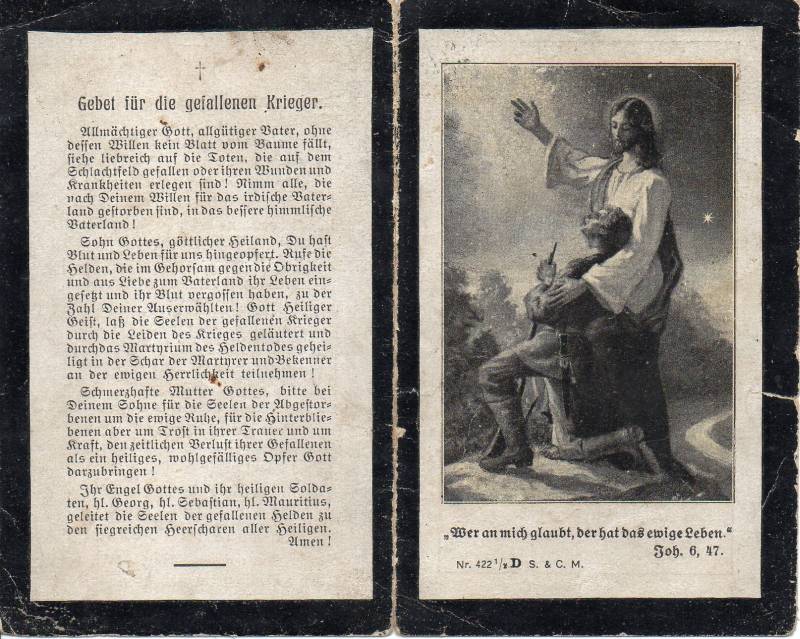 Gebet für die gefallenen Krieger.
Allmächtiger Gott, allgütiger Vater, ohne
dessen Willen kein Blatt vom Baume fällt,
siehe liebreich auf die Toten, die auf dem
Schlachtfeld gefallen oder ihren Wunden und
Krankheiten erlegen sind! Nimm alle, die
nach Deinem Willen für das irdische Vater-
land gestorben sind, in das bessere himmlische
Vaterland!
Sohn Gottes, göttlicher Heiland, Du hast
Blut und Leben für uns hingeopfert. Rufe die
Helden, die im Gehorsam gegen die Obrigkeit
und aus Liebe zum Vaterland ihr Leben ein-
gesetzt und ihr Blut vergossen haben, zu der
Zahl Deiner Auserwählten! Gott Heiliger
Geist, laß die Seelen der gefallenen Krieger
durch die Leiden des Krieges geläutert und
durch das Martyrium des Heldentodes gehei-
ligt in der Schar der Martyrer und Bekenner
an der ewigen Herrlichkeit teilnehmen!
Schmerzhafte Mutter Gottes, bitte bei
Deinem Sohne für die Seelen der Abgestor-
benen um die ewige Ruhe, für die Hinterblie-
benen aber um Trost in ihrer Trauer und um
Kraft, den zeitlichen Verlust ihrer Gefallenen
als ein heiliges, wohlgefälliges Opfer Gott
darzubringen!
Ihr Engel Gottes und ihr heiligen Solda-
ten, hl. Georg, hl. Sebastian, hl. Mauritius,
geleitet die Seelen der gefallenen Helden zu
den siegreichen Heerscharen aller Heiligen.
Amen!
„Wer an mich glaubt, der hat das ewige Leben.“
Joh. 6, 47.
Nr. 422 1/2 D S. & C. M.